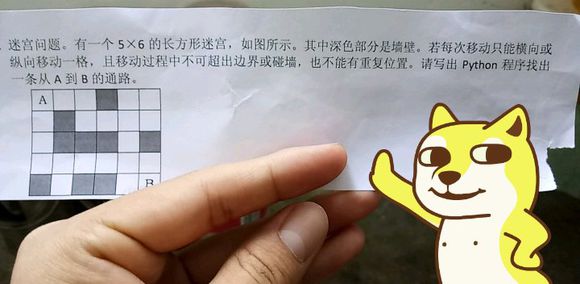 迷宫问题。有一个 5×6 的长方形迷宫，如图所示。其中深色部分是墙壁。若每次移动只能横向或
纵向移动一格，且移动过程中不可超出边界或碰墙，也不能有重复位置。请写出 Python 程序找出
一条从 A 到 B 的通路。
A
B